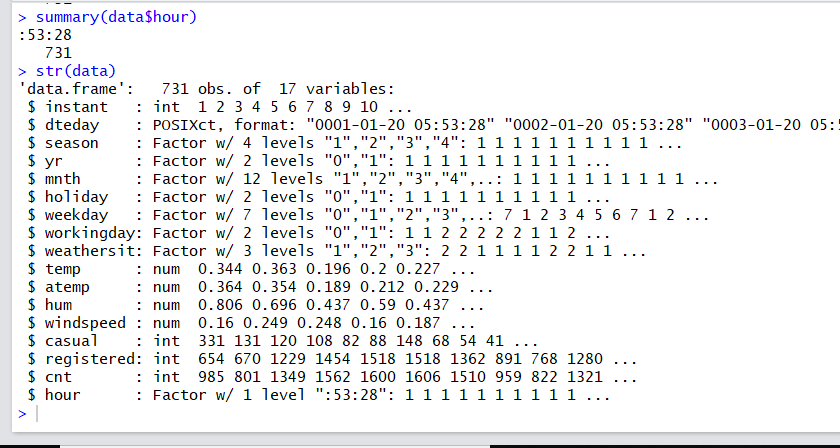 > summary(data$hour)
:53:28
731
> str(data)
'data.frame': 731 obs. of 17 variables:
$ instant : int 1 2 3 4 5 6 7 8 9 10 ...
$ dteday : POSIXct, format: "0001-01-20 05:53:28" "0002-01-20 05:53:28" "0003-01-20 05:5
$ season : Factor w/ 4 levels "1","2","3","4": 1 1 1 1 1 1 1 1 1 1 ...
$ yr : Factor w/ 2 levels "0","1": 1 1 1 1 1 1 1 1 1 1 ...
$ mnth : Factor w/ 12 levels "1","2","3","4",..: 1 1 1 1 1 1 1 1 1 1 ...
$ holiday : Factor w/ 2 levels "0","1": 1 1 1 1 1 1 1 1 1 1 ...
$ weekday : Factor w/ 7 levels "0","1","2","3",..: 7 1 2 3 4 5 6 7 1 2 ...
$ workingday: Factor w/ 2 levels "0","1": 1 1 2 2 2 2 2 1 1 2 ...
$ weathersit: Factor w/ 3 levels "1","2","3": 2 2 1 1 1 1 2 2 1 1 ...
$ temp : num 0.344 0.363 0.196 0.2 0.227 ...
$ atemp : num 0.364 0.354 0.189 0.212 0.229 ...
$ hum : num 0.806 0.696 0.437 0.59 0.437 ...
$ windspeed : num 0.16 0.249 0.248 0.16 0.187 ...
$ casual : int 331 131 120 108 82 88 148 68 54 41 ...
$ registered: int 654 670 1229 1454 1518 1518 1362 891 768 1280 ...
$ cnt : int 985 801 1349 1562 1600 1606 1510 959 822 1321 ...
$ hour : Factor w/ 1 level ":53:28": 1 1 1 1 1 1 1 1 1 1 ...
>